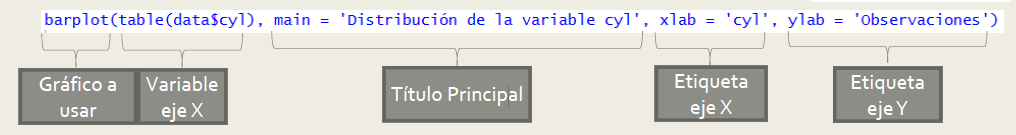 barplot(table(data$cyl), main = 'Distribución de la variable cyl', xlab = 'cyl', ylab = 'Observaciones')
Gráfico a
usar
Variable
eje X
Título Principal
Etiqueta
eje X
Etiqueta
eje Y